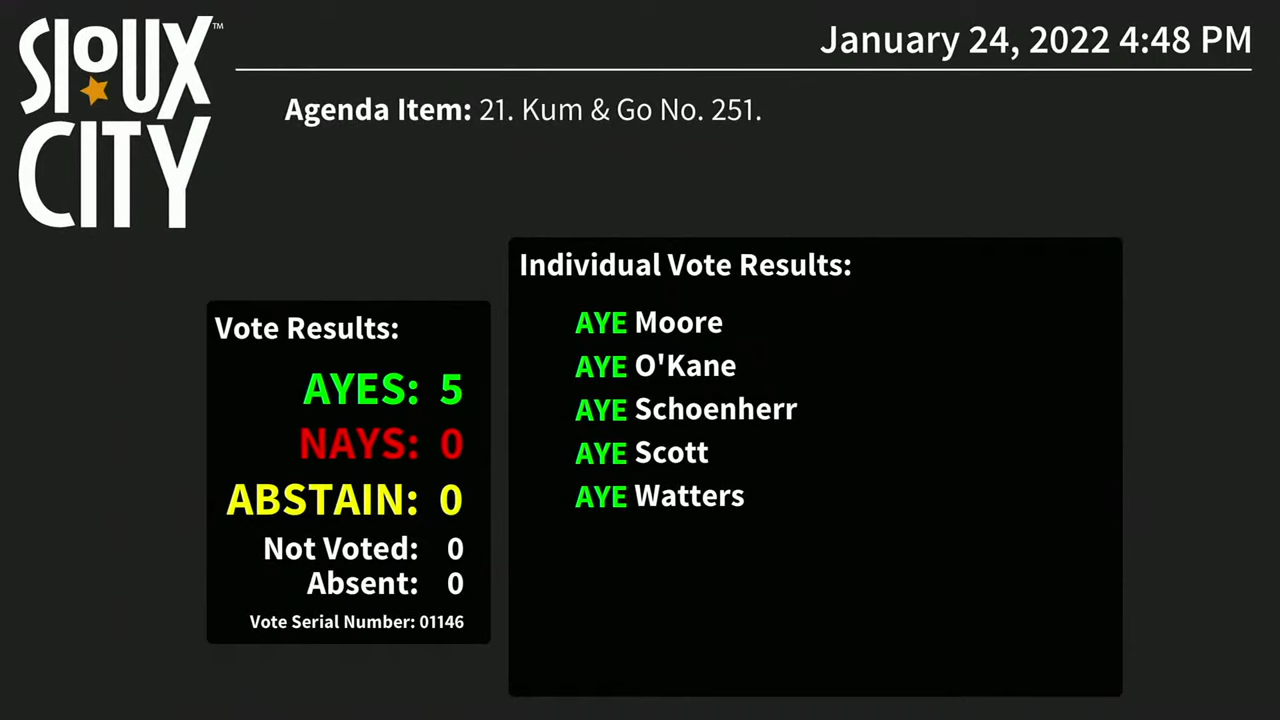 SIOUX
CITY
™
January 24, 2022 4:48 PM
Agenda Item: 21. Kum & Go No. 251.
Vote Results:
AYES: 5
NAYS: 0
ABSTAIN: 0
Not Voted: 0
Absent: 0
Vote Serial Number: 01146
Individual Vote Results:
AYE Moore
AYE O'Kane
AYE Schoenherr
AYE Scott
AYE Watters